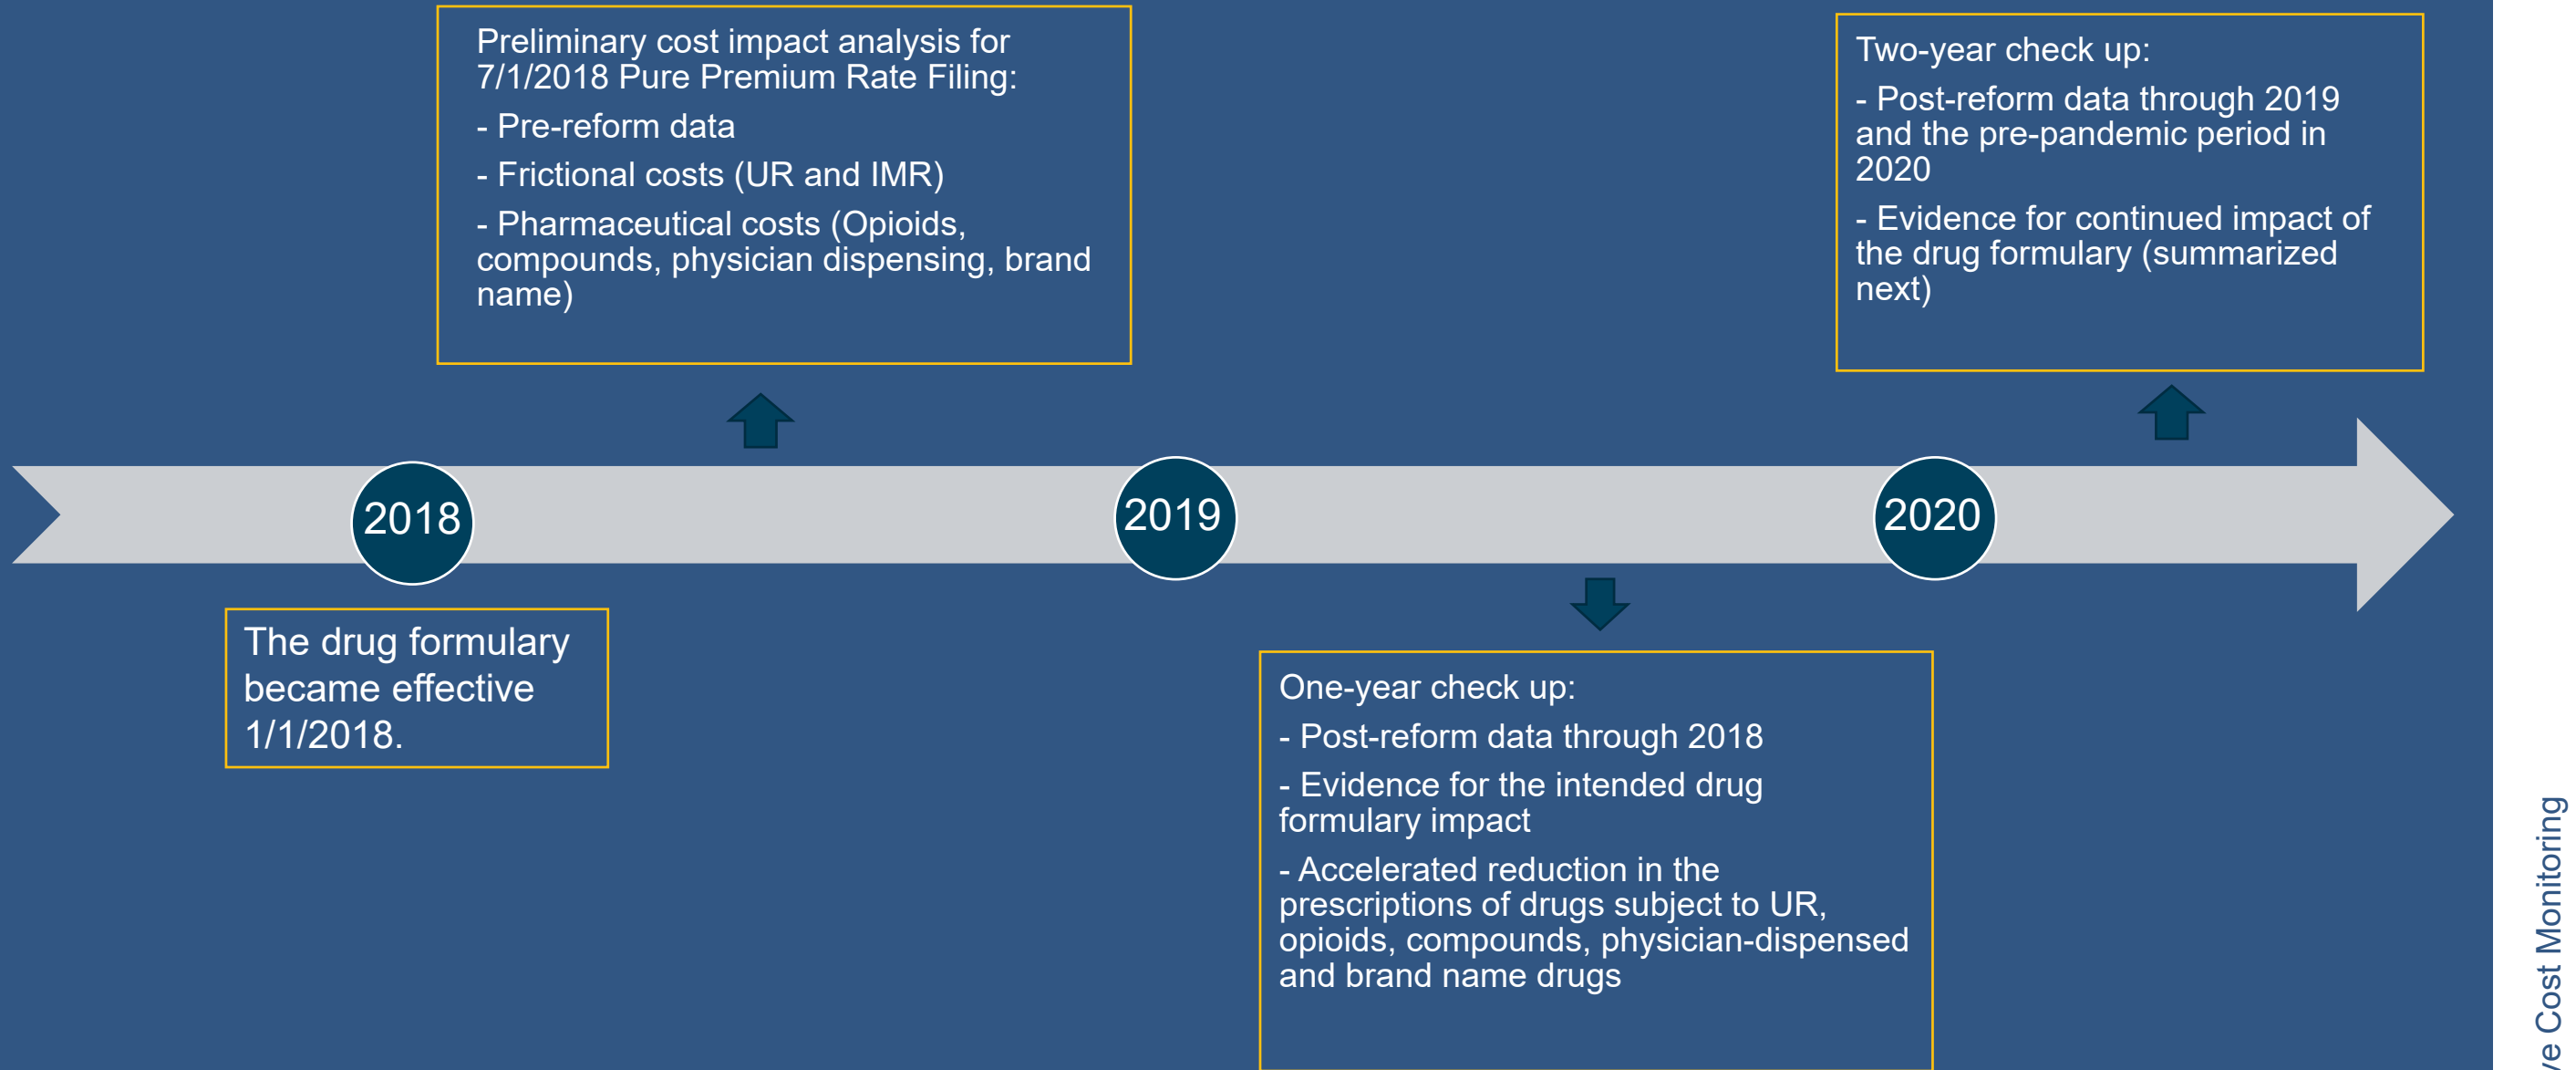 Preliminary cost impact analysis for
7/1/2018 Pure Premium Rate Filing:
- Pre-reform data
- Frictional costs (UR and IMR)
- Pharmaceutical costs (Opioids,
compounds, physician dispensing, brand
name)
Two-year check up:
- Post-reform data through 2019
and the pre-pandemic period in
2020
- Evidence for continued impact of
the drug formulary (summarized
next)
2018
2019
2020
The drug formulary
became effective
1/1/2018.
One-year check up:
- Post-reform data through 2018
- Evidence for the intended drug
formulary impact
- Accelerated reduction in the
prescriptions of drugs subject to UR,
opioids, compounds, physician-dispensed
and brand name drugs
Cost Monitoring